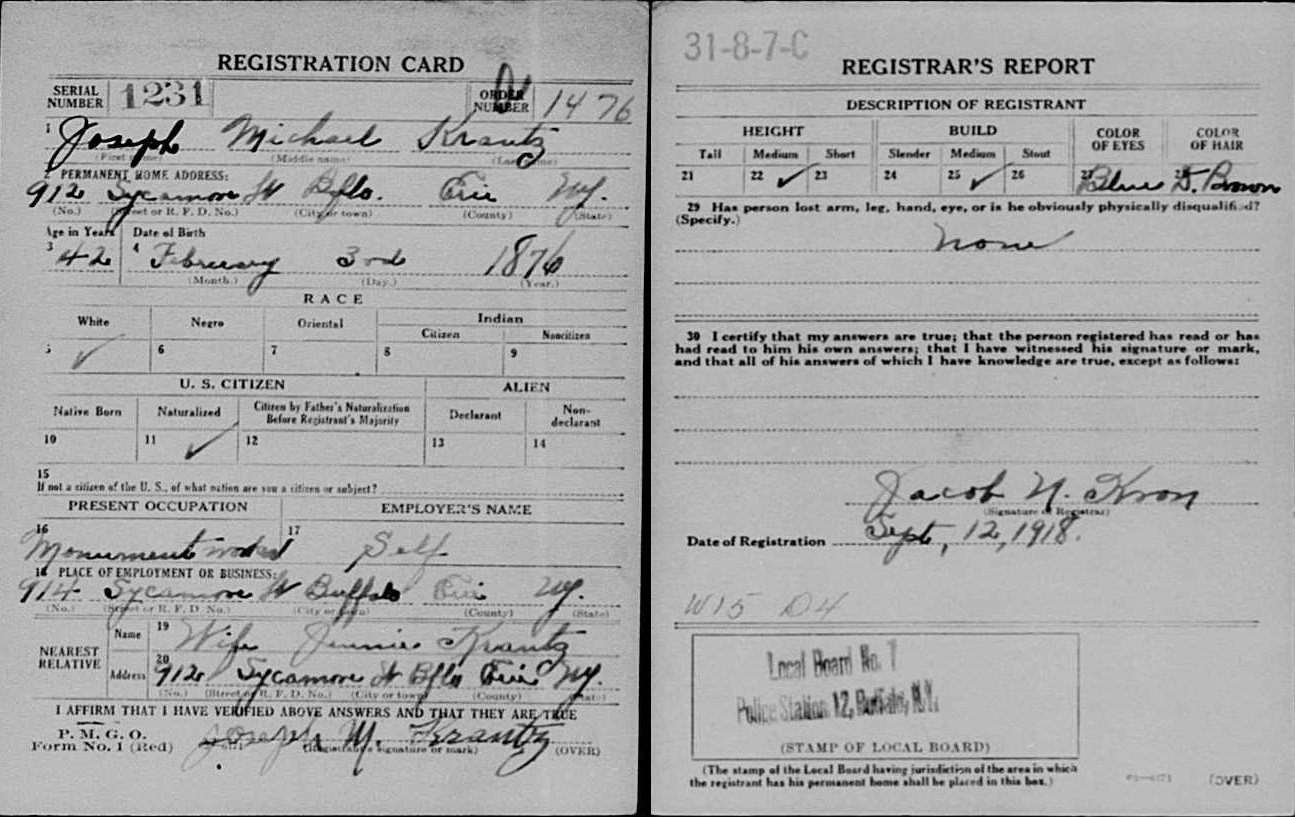 REGISTRATION CARD
SERIAL NUMBER 1231 ORDER NUMBER 1476
1 Joseph Michael Krantz
(First name) (Middle name) (Last name)
2 PERMANENT HOME ADDRESS:
912 Sycamore St Bflo. Erie NY.
(No.) (Street or R. F. D. No.) (City or town) (County) (State)
Age in Years Date of Birth
3 42 4 February 3rd 1876
(Month.) (Day.) (Year.)
RACE
White Negro Oriental Indian
Citizen Noncitizen
5 ✓ 6 7 8 9
U. S. CITIZEN ALIEN
Native Born Naturalized Citizen by Father's Naturalization Before Registrant's Majority Declarant Non-declarant
10 11 ✓ 12 13 14
15
If not a citizen of the U. S., of what nation are you a citizen or subject?
PRESENT OCCUPATION EMPLOYER'S NAME
16 Monument 17 Self
18 PLACE OF EMPLOYMENT OR BUSINESS:
914 Sycamore St Buffalo Erie NY.
(No.) (Street or R. F. D. No.) (City or town) (County) (State)
NEAREST RELATIVE
Name 19 Wife Jennie Krantz
Address 20 912 Sycamore St Bflo Erie NY.
(No.) (Street or R. F. D. No.) (City or town) (County) (State)
I AFFIRM THAT I HAVE VERIFIED ABOVE ANSWERS AND THAT THEY ARE TRUE
P. M. G. O.
Form No. 1 (Red) Joseph M. Krantz
(Registrant's signature or mark) (OVER)
31-8-7-C
REGISTRAR'S REPORT
DESCRIPTION OF REGISTRANT
HEIGHT BUILD COLOR OF EYES COLOR OF HAIR
Tall Medium Short Slender Medium Stout
21 22 ✓ 23 24 25 ✓ 26 27 Blue 28 D. Brown
29 Has person lost arm, leg, hand, eye, or is he obviously physically disqualified?
(Specify.)
None
30 I certify that my answers are true; that the person registered has read or has
had read to him his own answers; that I have witnessed his signature or mark,
and that all of his answers of which I have knowledge are true, except as follows:
Jacob N. Kron
(Signature of Registrar)
Date of Registration Sept, 12, 1918.
W15 D4
Local Board No. 7
Police Station 12, Buffalo, N.Y.
(STAMP OF LOCAL BOARD)
(The stamp of the Local Board having jurisdiction of the area in which
the registrant has his permanent home shall be placed in this box.)
(OVER)